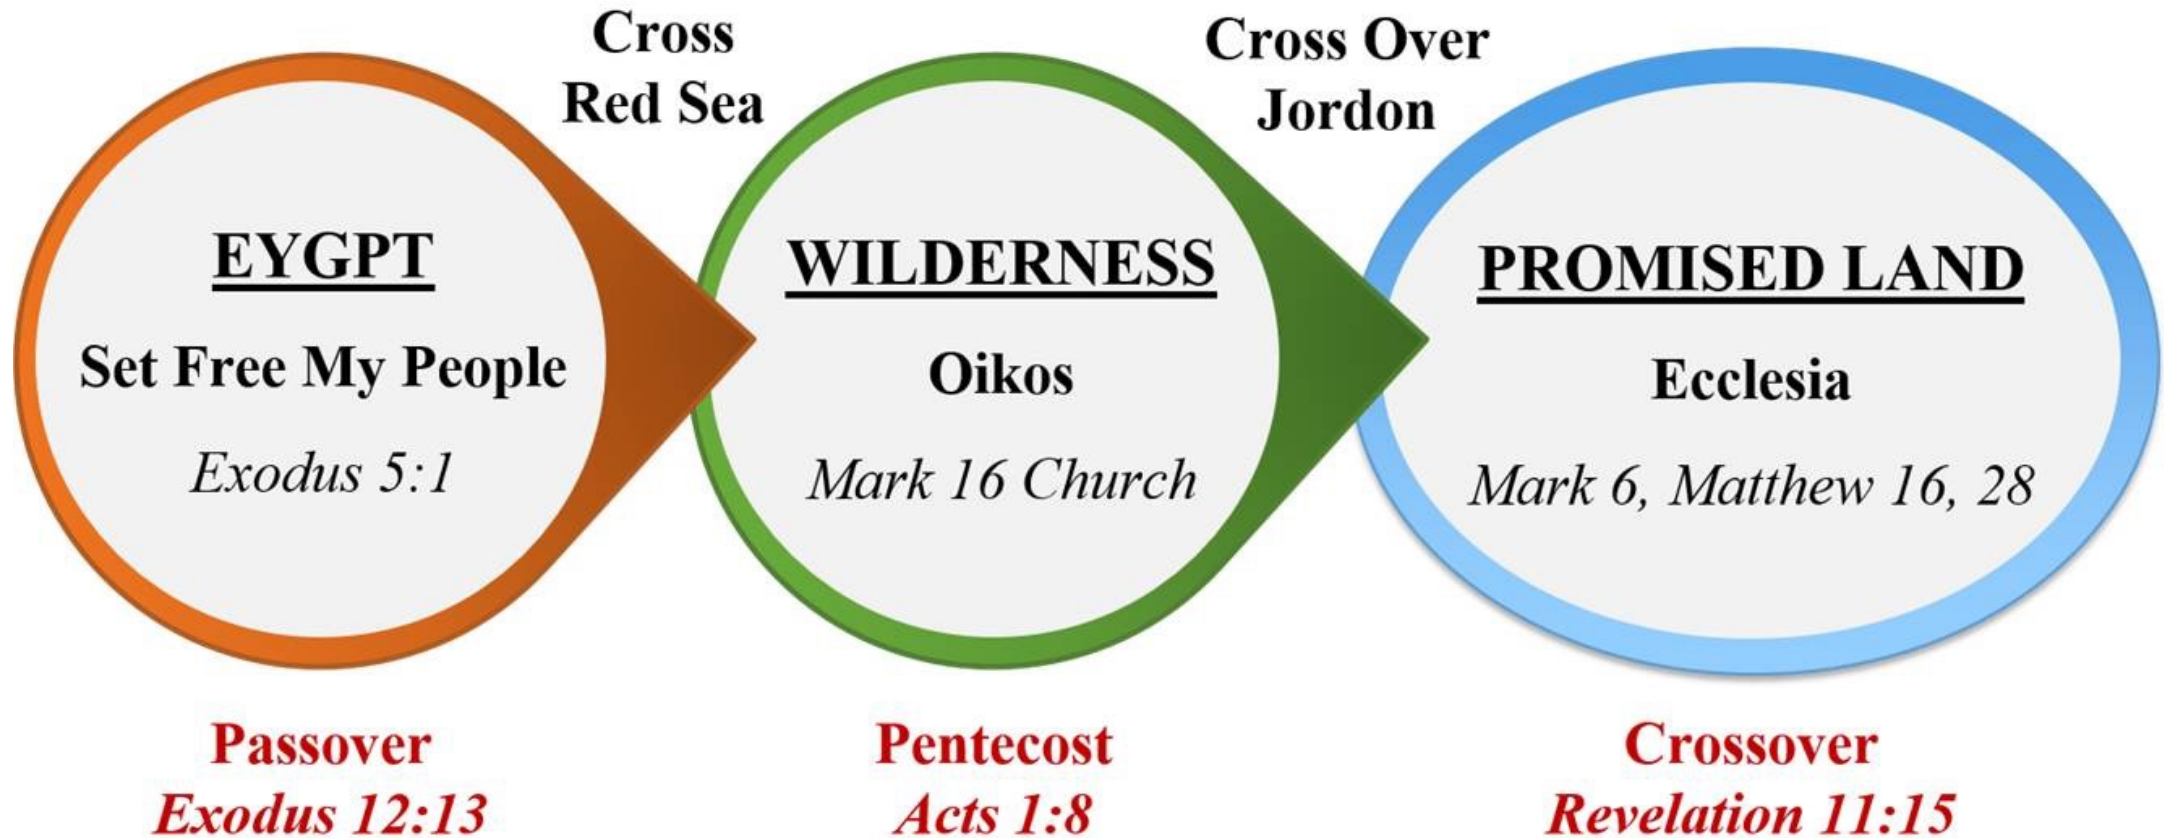 Cross
Red Sea
Cross Over
Jordon
EYGPT
Set Free My People
Exodus 5:1
WILDERNESS
Oikos
Mark 16 Church
PROMISED LAND
Ecclesia
Mark 6, Matthew 16, 28
Passover
Exodus 12:13
Pentecost
Acts 1:8
Crossover
Revelation 11:15